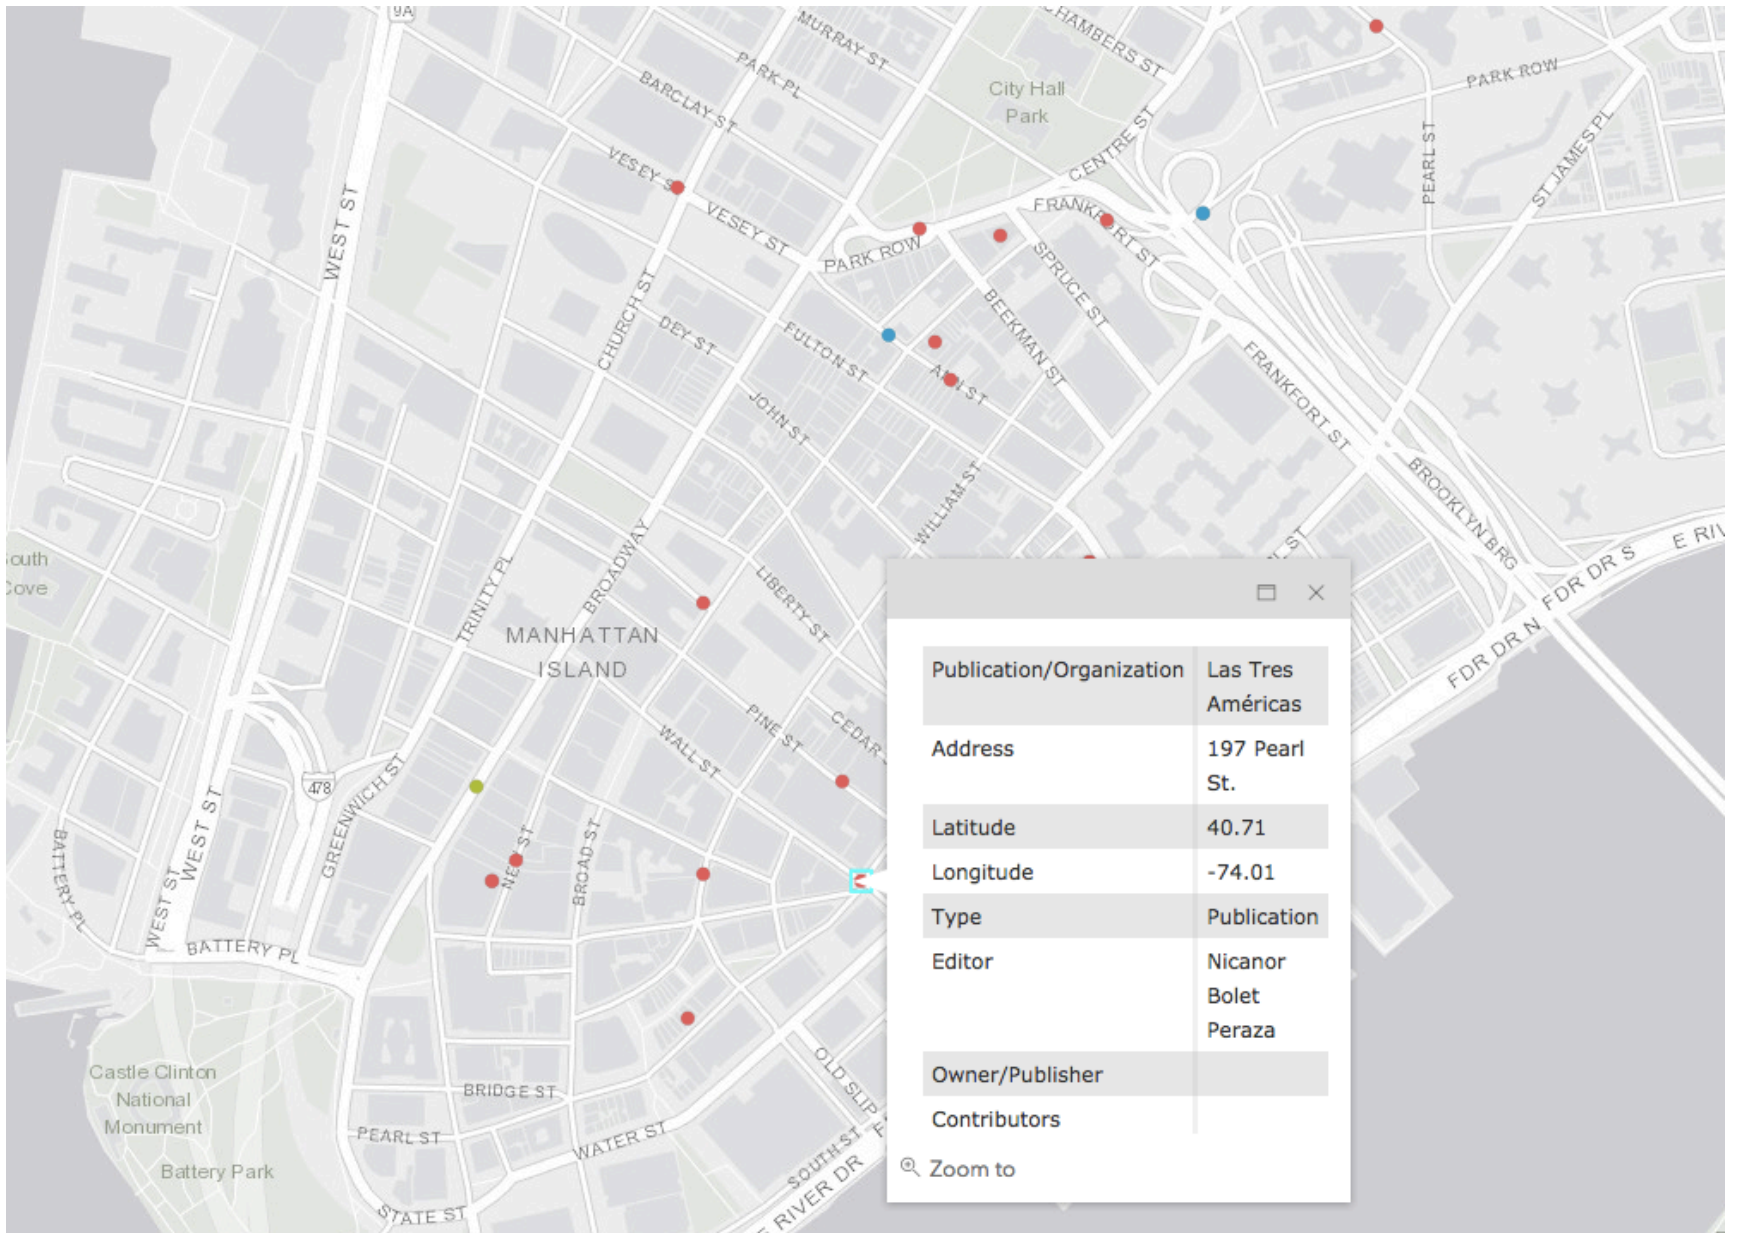 9A
MURRAY ST
CHAMBERS ST
PARK PL
BARCLAY ST
City Hall
Park
PARK ROW
CENTRE ST
PEARL ST
ST JAMES PL
VESEY ST
VESEY ST
WEST ST
FRANKFORT ST
PARK ROW
SPRUCE ST
BEEKMAN ST
CHURCH ST
DEY ST
FULTON ST
ANN ST
JOHN ST
FRANKFORT ST
WILLIAM ST
BROOKLYN BRG
FDR DR S
FDR DR N
TRINITY PL
BROADWAY
LIBERTY ST
MANHATTAN
ISLAND
PINE ST
CEDAR
WALL ST
478
GREENWICH ST
WEST ST
WEST ST
BATTERY PL
NEW ST
BROAD ST
BATTERY PL
Castle Clinton
National
Monument
Battery Park
BRIDGE ST
PEARL ST
WATER ST
OLD SLIP
SOUTH ST
STATE ST
E RIVER DR
Publication/Organization Las Tres
Américas
Address 197 Pearl
St.
Latitude 40.71
Longitude -74.01
Type Publication
Editor Nicanor
Bolet
Peraza
Owner/Publisher
Contributors
Zoom to